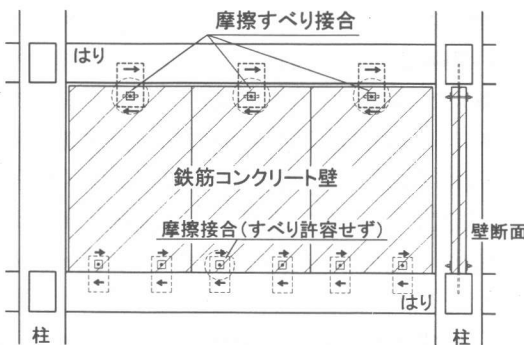 摩擦すべり接合
はり
鉄筋コンクリート壁
摩擦接合(すべり許容せず)
壁断面
はり
柱
柱